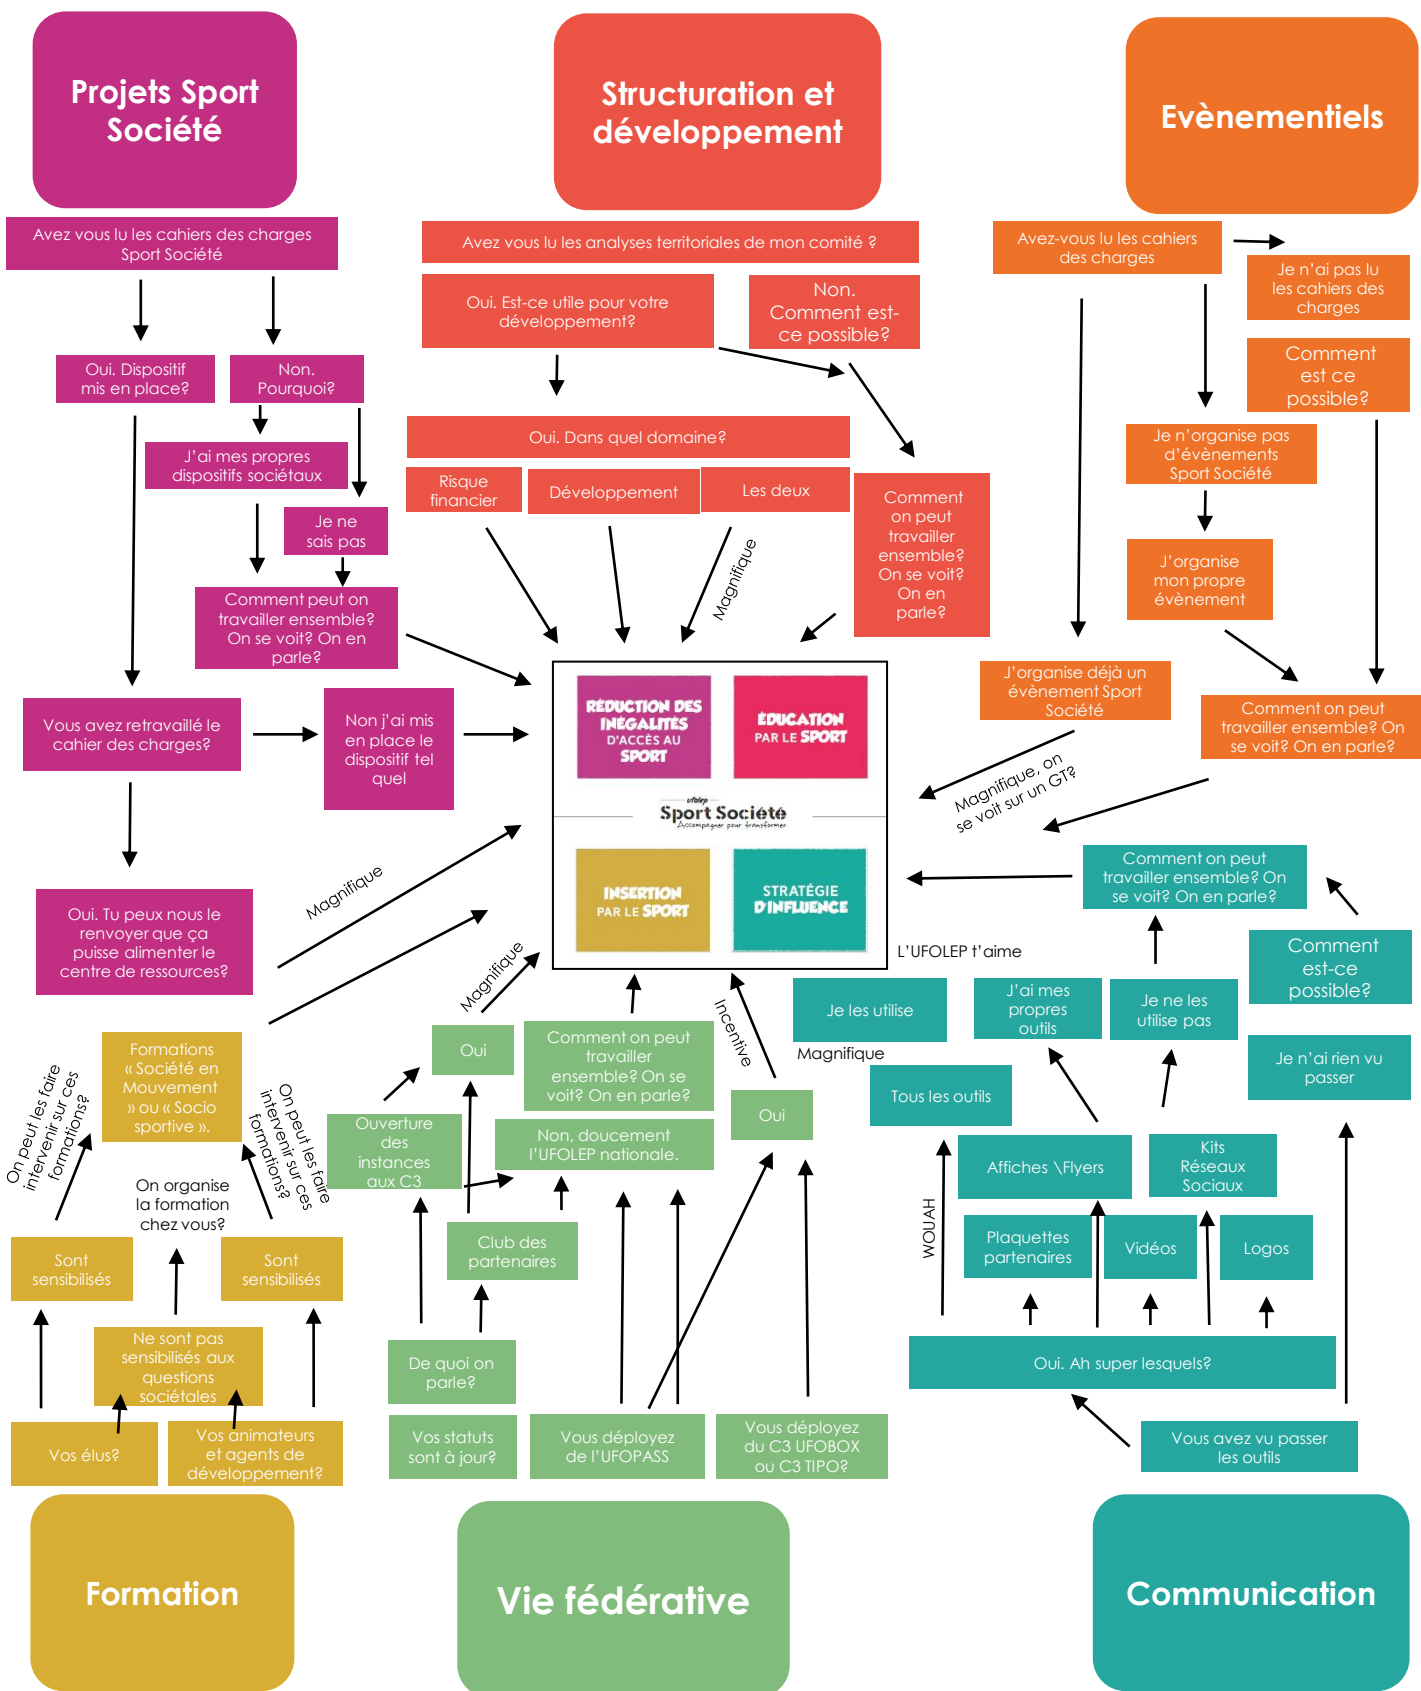 Projets Sport
Société
Structuration et
développement
Evènementiels
Avez vous lu les cahiers des charges
Sport Société
Oui. Dispositif
mis en place?
Non.
Pourquoi?
J'ai mes propres
dispositifs sociétaux
Je ne
sais pas
Comment peut on
travailler ensemble?
On se voit? On en
parle?
Vous avez retravaillé le
cahier des charges?
Non j'ai mis
en place le
dispositif tel
quel
Oui. Tu peux nous le
renvoyer que ça
puisse alimenter le
centre de ressources?
Magnifique
Avez vous lu les analyses territoriales de mon comité ?
Oui. Est-ce utile pour votre
développement?
Non.
Comment est-
ce possible?
Oui. Dans quel domaine?
Risque
financier
Développement
Les deux
Magnifique
Comment
on peut
travailler
ensemble?
On se voit?
On en
parle?
Avez-vous lu les cahiers
des charges
Je n'ai pas lu
les cahiers des
charges
Comment
est ce
possible?
Je n'organise pas
d'évènements
Sport Société
J'organise
mon propre
évènement
J'organise déjà un
évènement Sport
Société
Comment on peut
travailler ensemble? On
se voit? On en parle?
Magnifique, on
se voit sur un GT?
RÉDUCTION DES
INÉGALITÉS
D'ACCÈS AU
SPORT
ÉDUCATION
PAR LE SPORT
ufolep
Sport Société
Accompagner pour transformer
INSERTION
PAR LE SPORT
STRATÉGIE
D'INFLUENCE
L'UFOLEP t'aime
Comment on peut
travailler ensemble? On
se voit? On en parle?
Comment
est-ce
possible?
Je les utilise
Magnifique
J'ai mes
propres
outils
Je ne les
utilise pas
Je n'ai rien vu
passer
Tous les outils
WOUAH
Affiches \Flyers
Kits
Réseaux
Sociaux
Plaquettes
partenaires
Vidéos
Logos
Oui. Ah super lesquels?
Vous avez vu passer
les outils
Formations
« Société en
Mouvement
» ou « Socio
sportive ».
On peut les faire
intervenir sur ces
formations?
On peut les faire
intervenir sur ces
formations?
On organise
la formation
chez vous?
Sont
sensibilisés
Sont
sensibilisés
Ne sont pas
sensibilisés aux
questions
sociétales
Vos élus?
Vos animateurs
et agents de
développement?
Magnifique
Oui
Comment on peut
travailler
ensemble? On se
voit? On en parle?
Incentive
Oui
Ouverture
des
instances
aux C3
Non, doucement
l'UFOLEP nationale.
Club des
partenaires
De quoi on
parle?
Vos statuts
sont à jour?
Vous déployez
de l'UFOPASS
Vous déployez
du C3 UFOBOX
ou C3 TIPO?
Formation
Vie fédérative
Communication